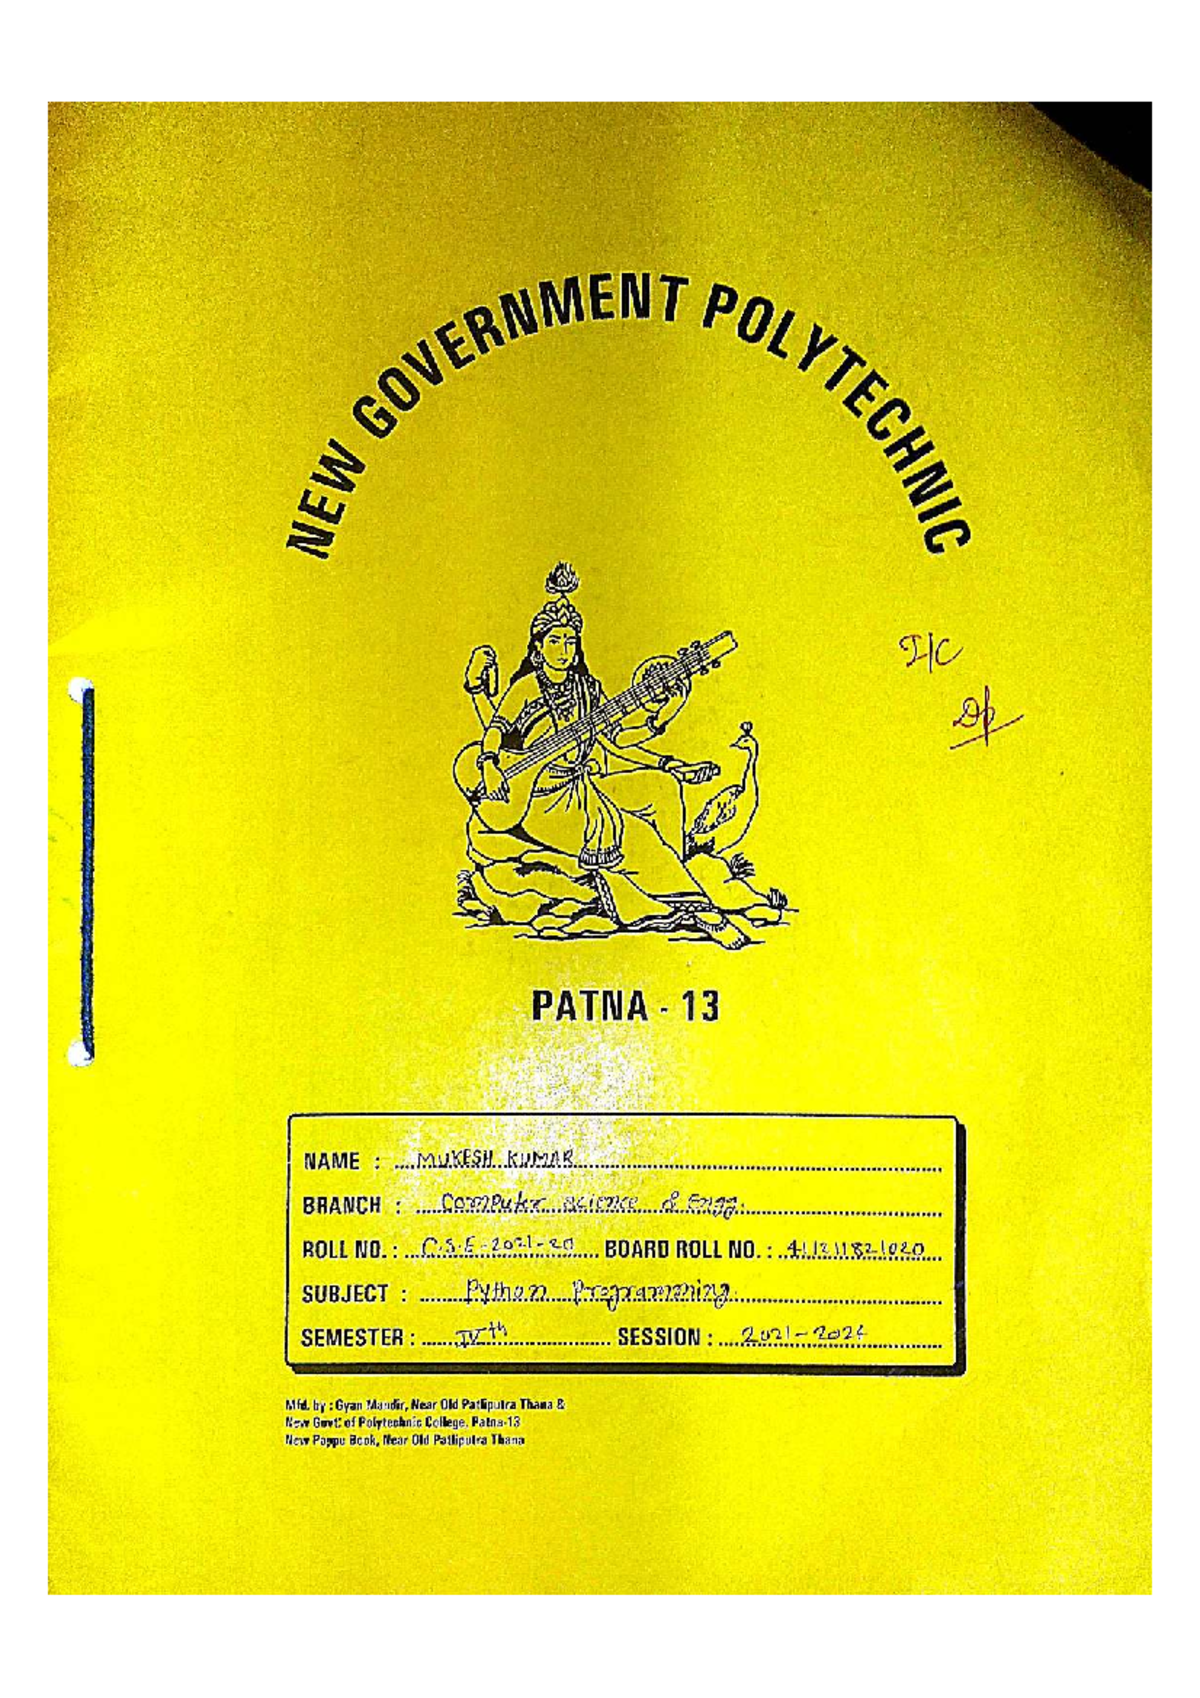 NEW GOVERNMENT POLYTECHNIC
I/C
PATNA - 13
NAME : MUKESH KUMAR
BRANCH : Computer science & Engg.
ROLL NO. : C.S.E-2021-20 BOARD ROLL NO. : 411211821020
SUBJECT : Python Programming
SEMESTER : IVth SESSION : 2021-2024
Mfd. by : Gyan Mandir, Near Old Patliputra Thana &
New Govt. of Polytechnic College, Patna-13
New Pappu Book, Near Old Patliputra Thana